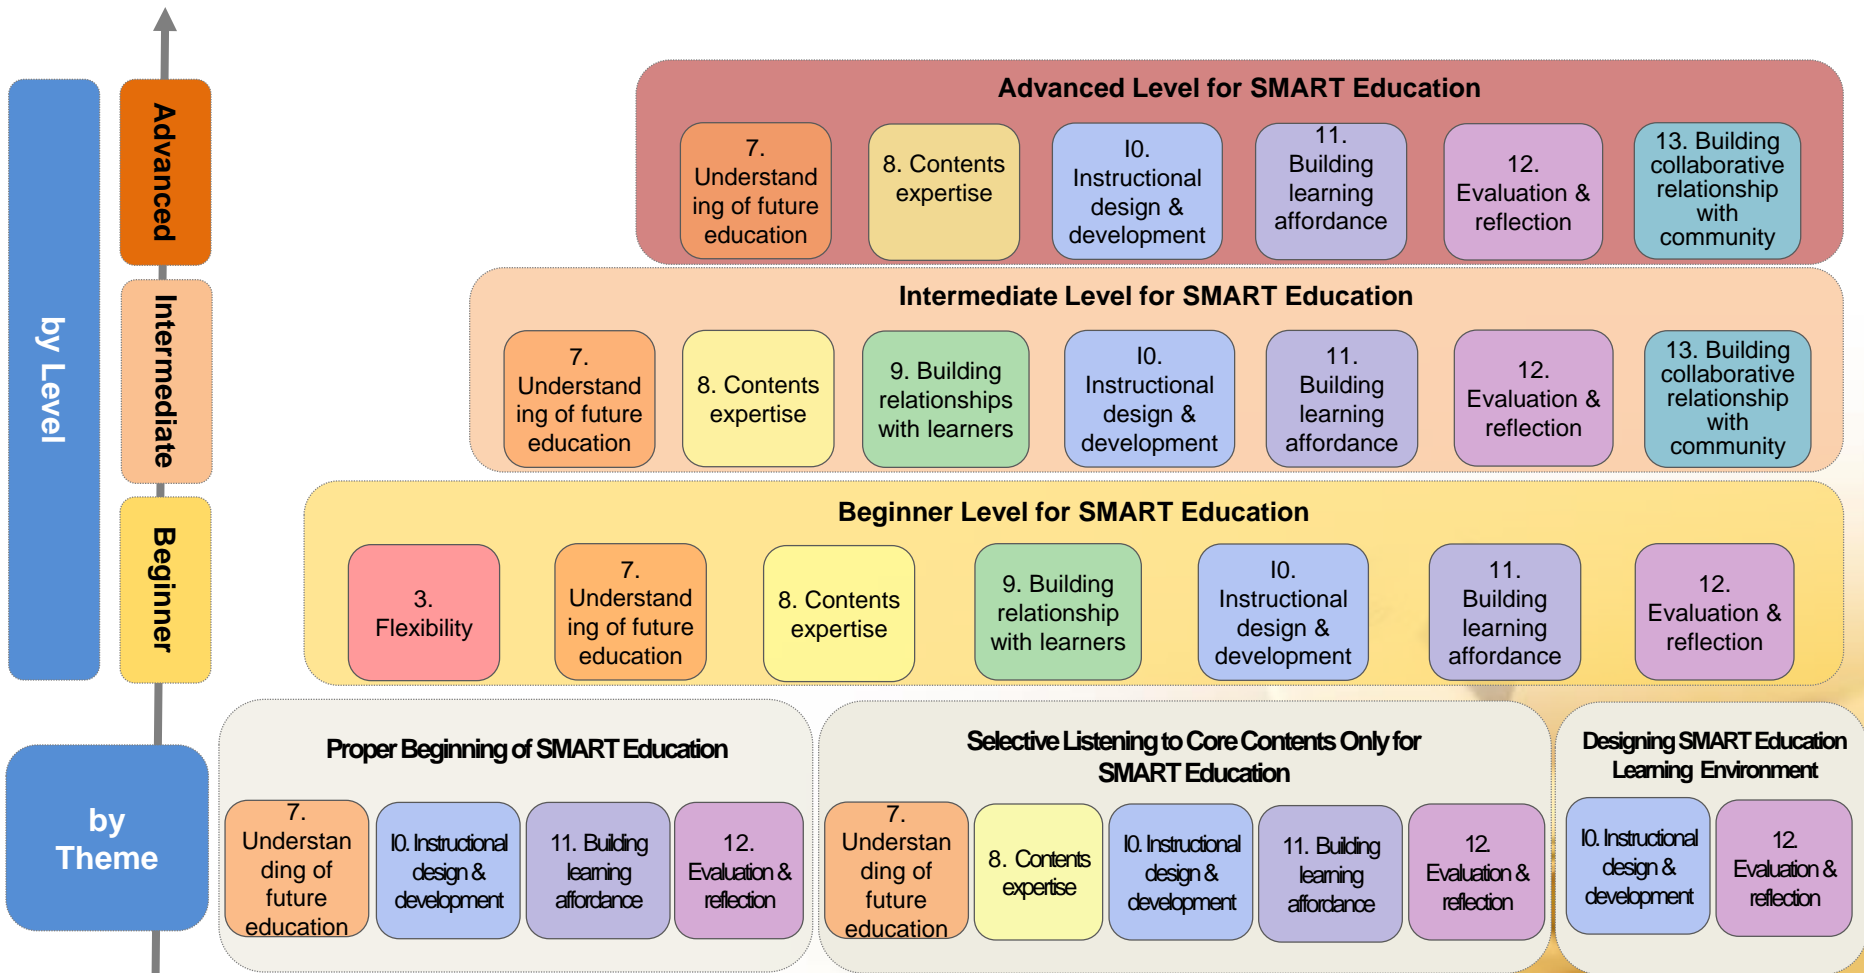 by Level
Advanced
Intermediate
Beginner
by
Theme
Advanced Level for SMART Education
7.
Understand
ing of future
education
8. Contents
expertise
I0.
Instructional
design &
development
11.
Building
learning
affordance
12.
Evaluation &
reflection
13. Building
collaborative
relationship
with
community
Intermediate Level for SMART Education
7.
Understand
ing of future
education
8. Contents
expertise
9. Building
relationships
with learners
I0.
Instructional
design &
development
11.
Building
learning
affordance
12.
Evaluation &
reflection
13. Building
collaborative
relationship
with
community
Beginner Level for SMART Education
3.
Flexibility
7.
Understand
ing of future
education
8. Contents
expertise
9. Building
relationship
with learners
I0.
Instructional
design &
development
11.
Building
learning
affordance
12.
Evaluation &
reflection
Proper Beginning of SMART Education
7.
Understan
ding of
future
education
I0. Instructional
design &
development
11. Building
learning
affordance
12.
Evaluation &
reflection
Selective Listening to Core Contents Only for
SMART Education
7.
Understan
ding of
future
education
8. Contents
expertise
I0. Instructional
design &
development
11. Building
learning
affordance
12.
Evaluation &
reflection
Designing SMART Education
Learning Environment
I0. Instructional
design &
development
12.
Evaluation &
reflection